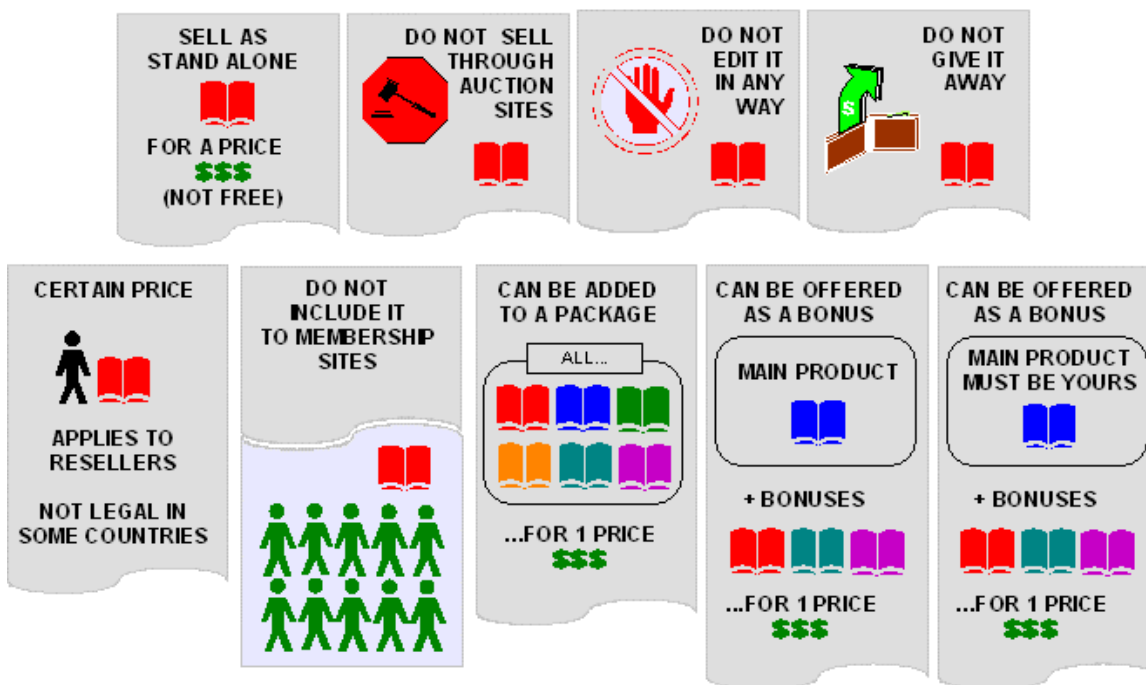 SELL AS
STAND ALONE
FOR A PRICE
$$$
(NOT FREE)
DO NOT SELL
THROUGH
AUCTION
SITES
DO NOT
EDIT IT
IN ANY
WAY
DO NOT
GIVE IT
AWAY
$
CERTAIN PRICE
APPLIES TO
RESELLERS
NOT LEGAL IN
SOME COUNTRIES
DO NOT
INCLUDE IT
TO MEMBERSHIP
SITES
CAN BE ADDED
TO A PACKAGE
ALL...
...FOR 1 PRICE
$$$
CAN BE OFFERED
AS A BONUS
MAIN PRODUCT
+ BONUSES
...FOR 1 PRICE
$$$
CAN BE OFFERED
AS A BONUS
MAIN PRODUCT
MUST BE YOURS
+ BONUSES
...FOR 1 PRICE
$$$